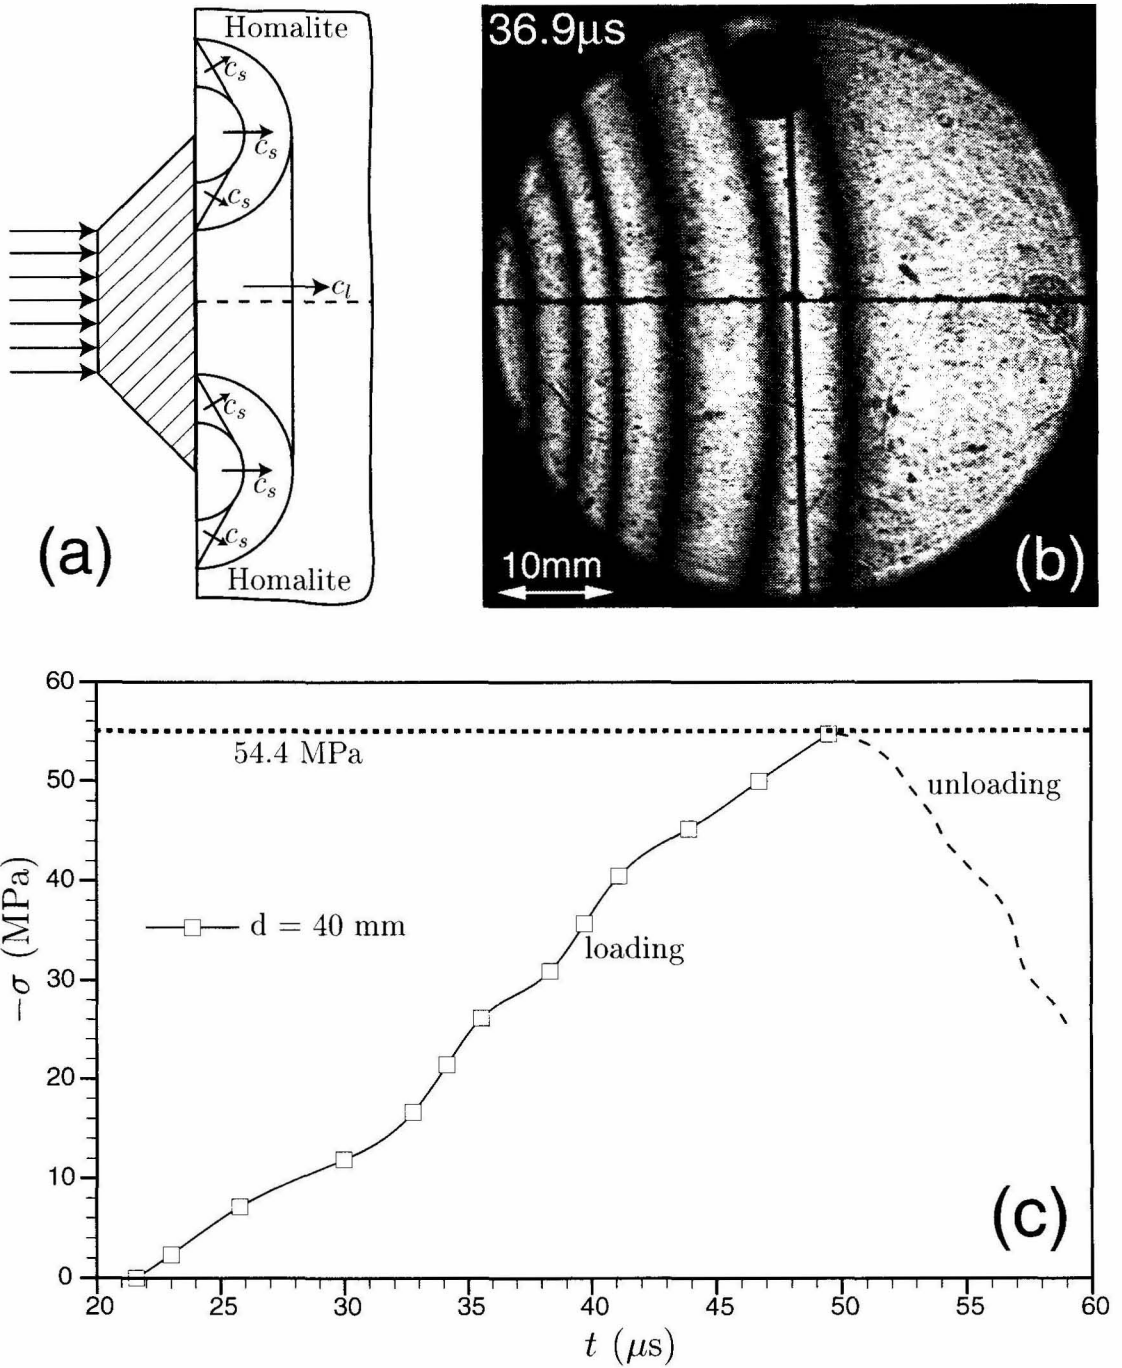 Homalite
c_s
c_s
c_s
c_l
c_s
c_s
c_s
(a)
Homalite
36.9μs
10mm
(b)
60
50
40
30
20
10
0
−σ (MPa)
54.4 MPa
unloading
d = 40 mm
loading
(c)
20 25 30 35 40 45 50 55 60
t (μs)